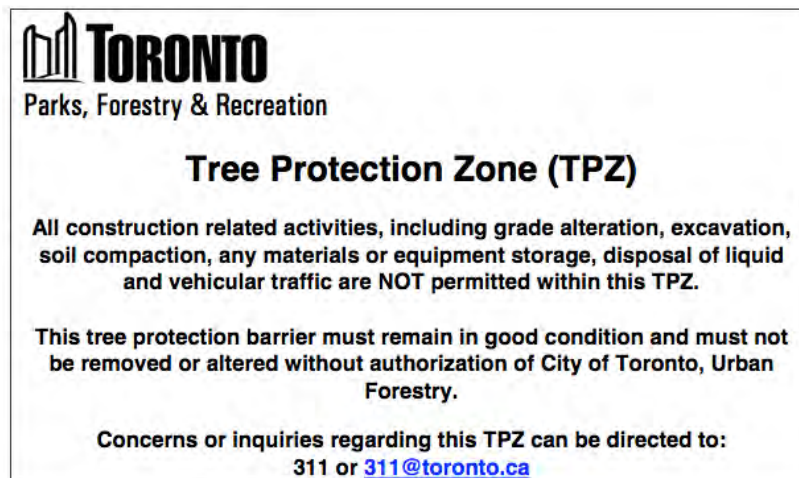 TORONTO
Parks, Forestry & Recreation
Tree Protection Zone (TPZ)
All construction related activities, including grade alteration, excavation,
soil compaction, any materials or equipment storage, disposal of liquid
and vehicular traffic are NOT permitted within this TPZ.
This tree protection barrier must remain in good condition and must not
be removed or altered without authorization of City of Toronto, Urban
Forestry.
Concerns or inquiries regarding this TPZ can be directed to:
311 or 311@toronto.ca